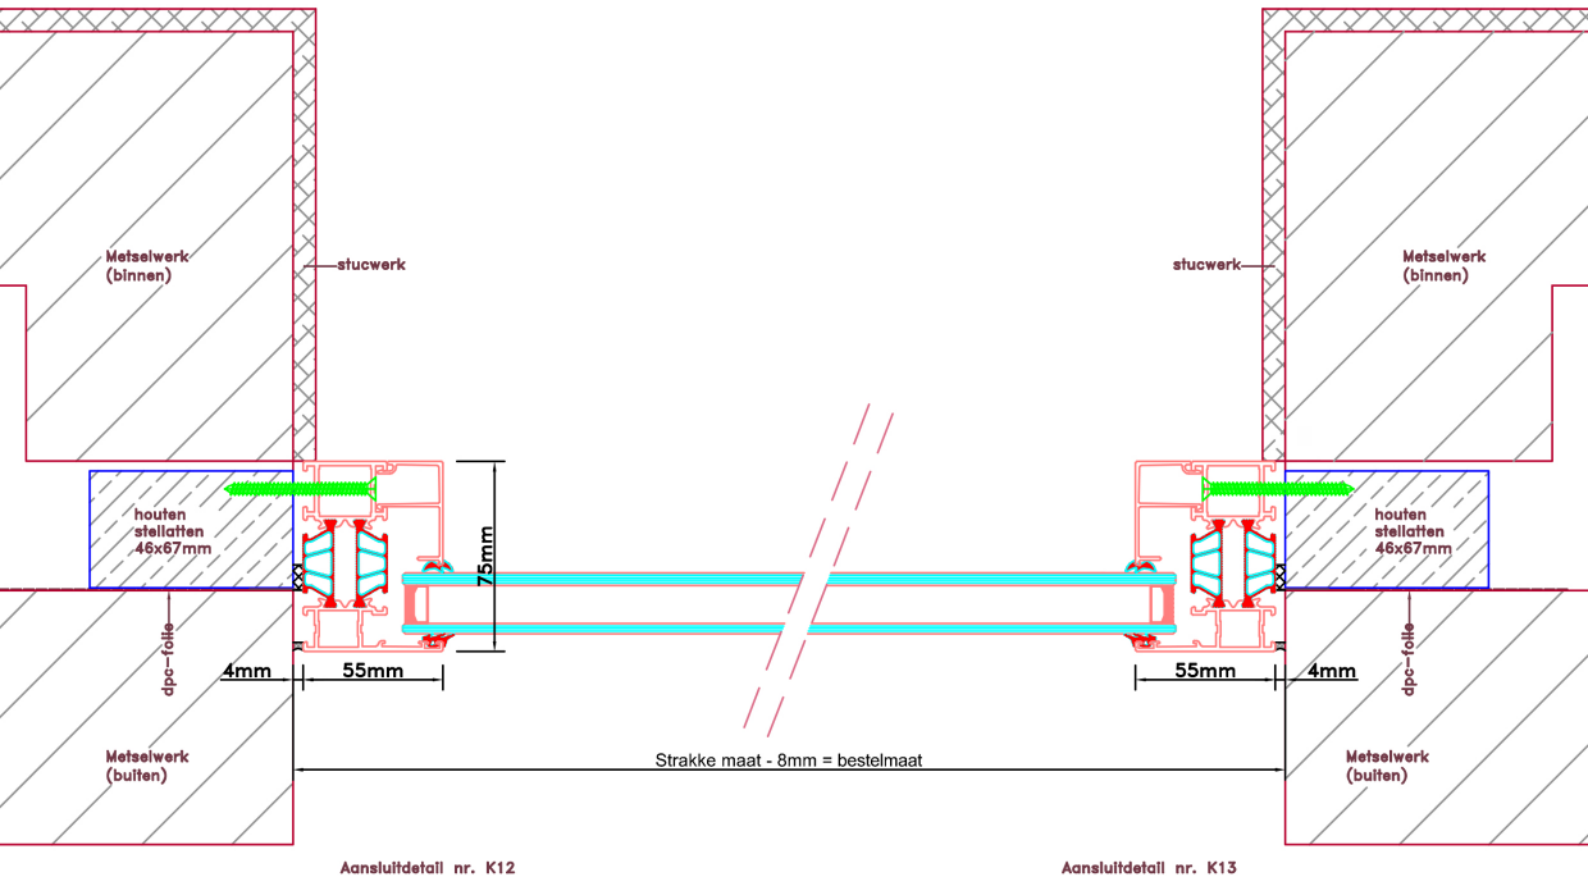 Metselwerk
(binnen)
stucwerk
stucwerk
Metselwerk
(binnen)
houten
stellatten
46x67mm
75mm
houten
stellatten
46x67mm
dpc-folie
4mm
55mm
55mm
4mm
dpc-folie
Metselwerk
(buiten)
Strakke maat - 8mm = bestelmaat
Metselwerk
(buiten)
Aansluitdetail nr. K12
Aansluitdetail nr. K13